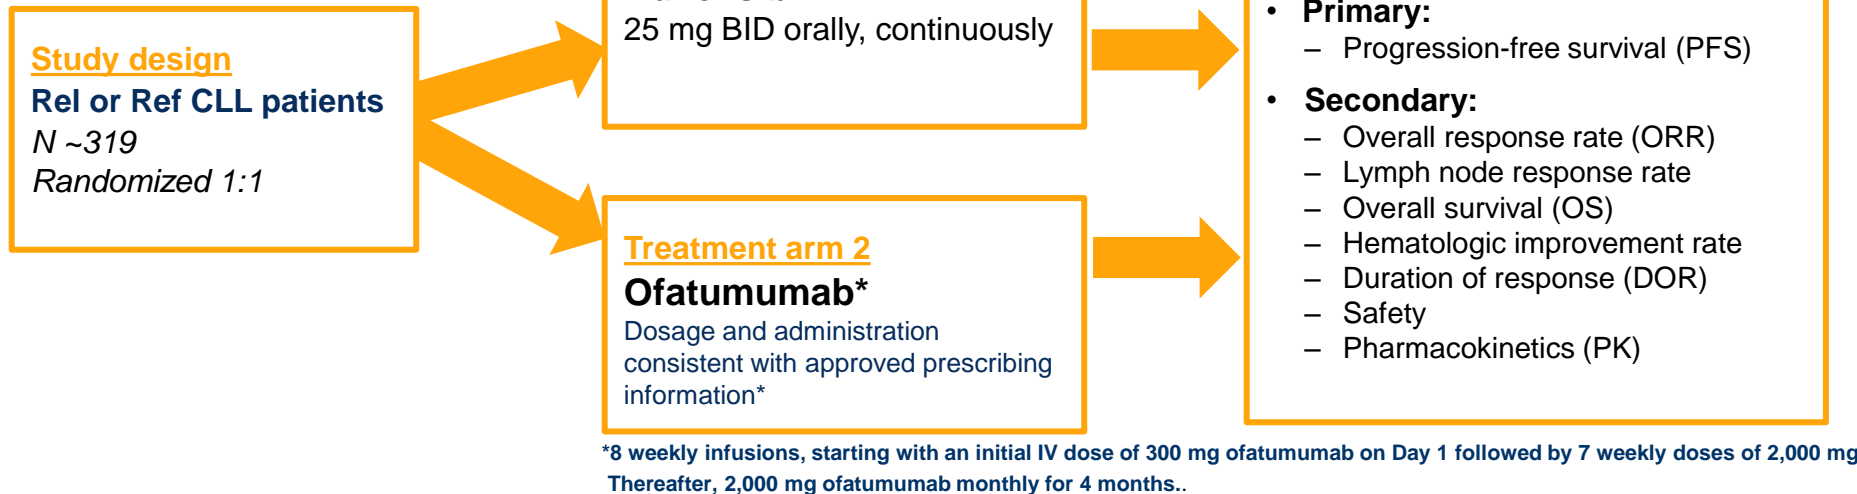 Study design
Rel or Ref CLL patients
N ~319
Randomized 1:1
25 mg BID orally, continuously
Treatment arm 2
Ofatumumab*
Dosage and administration
consistent with approved prescribing
information*
• Primary:
– Progression-free survival (PFS)
• Secondary:
– Overall response rate (ORR)
– Lymph node response rate
– Overall survival (OS)
– Hematologic improvement rate
– Duration of response (DOR)
– Safety
– Pharmacokinetics (PK)
*8 weekly infusions, starting with an initial IV dose of 300 mg ofatumumab on Day 1 followed by 7 weekly doses of 2,000 mg
Thereafter, 2,000 mg ofatumumab monthly for 4 months..